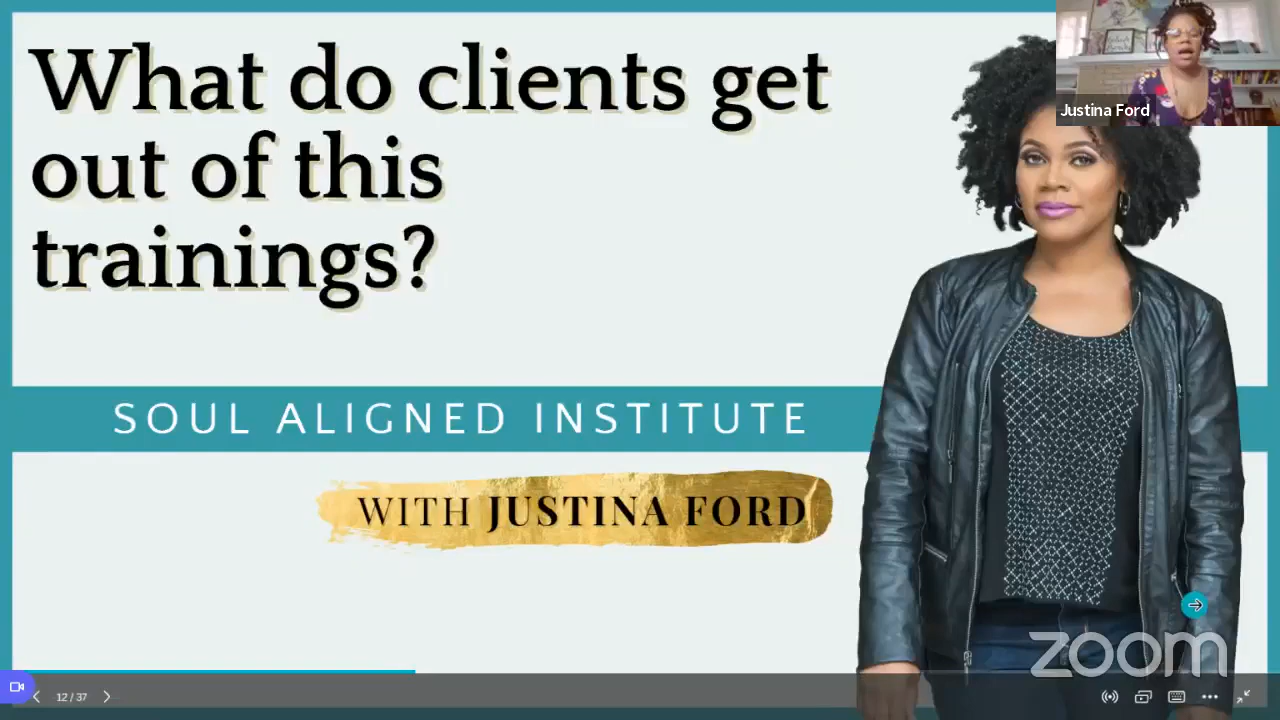 What do clients get
out of this
trainings?
Justina Ford
SOUL ALIGNED INSTITUTE
WITH JUSTINA FORD
zoom
12 / 37